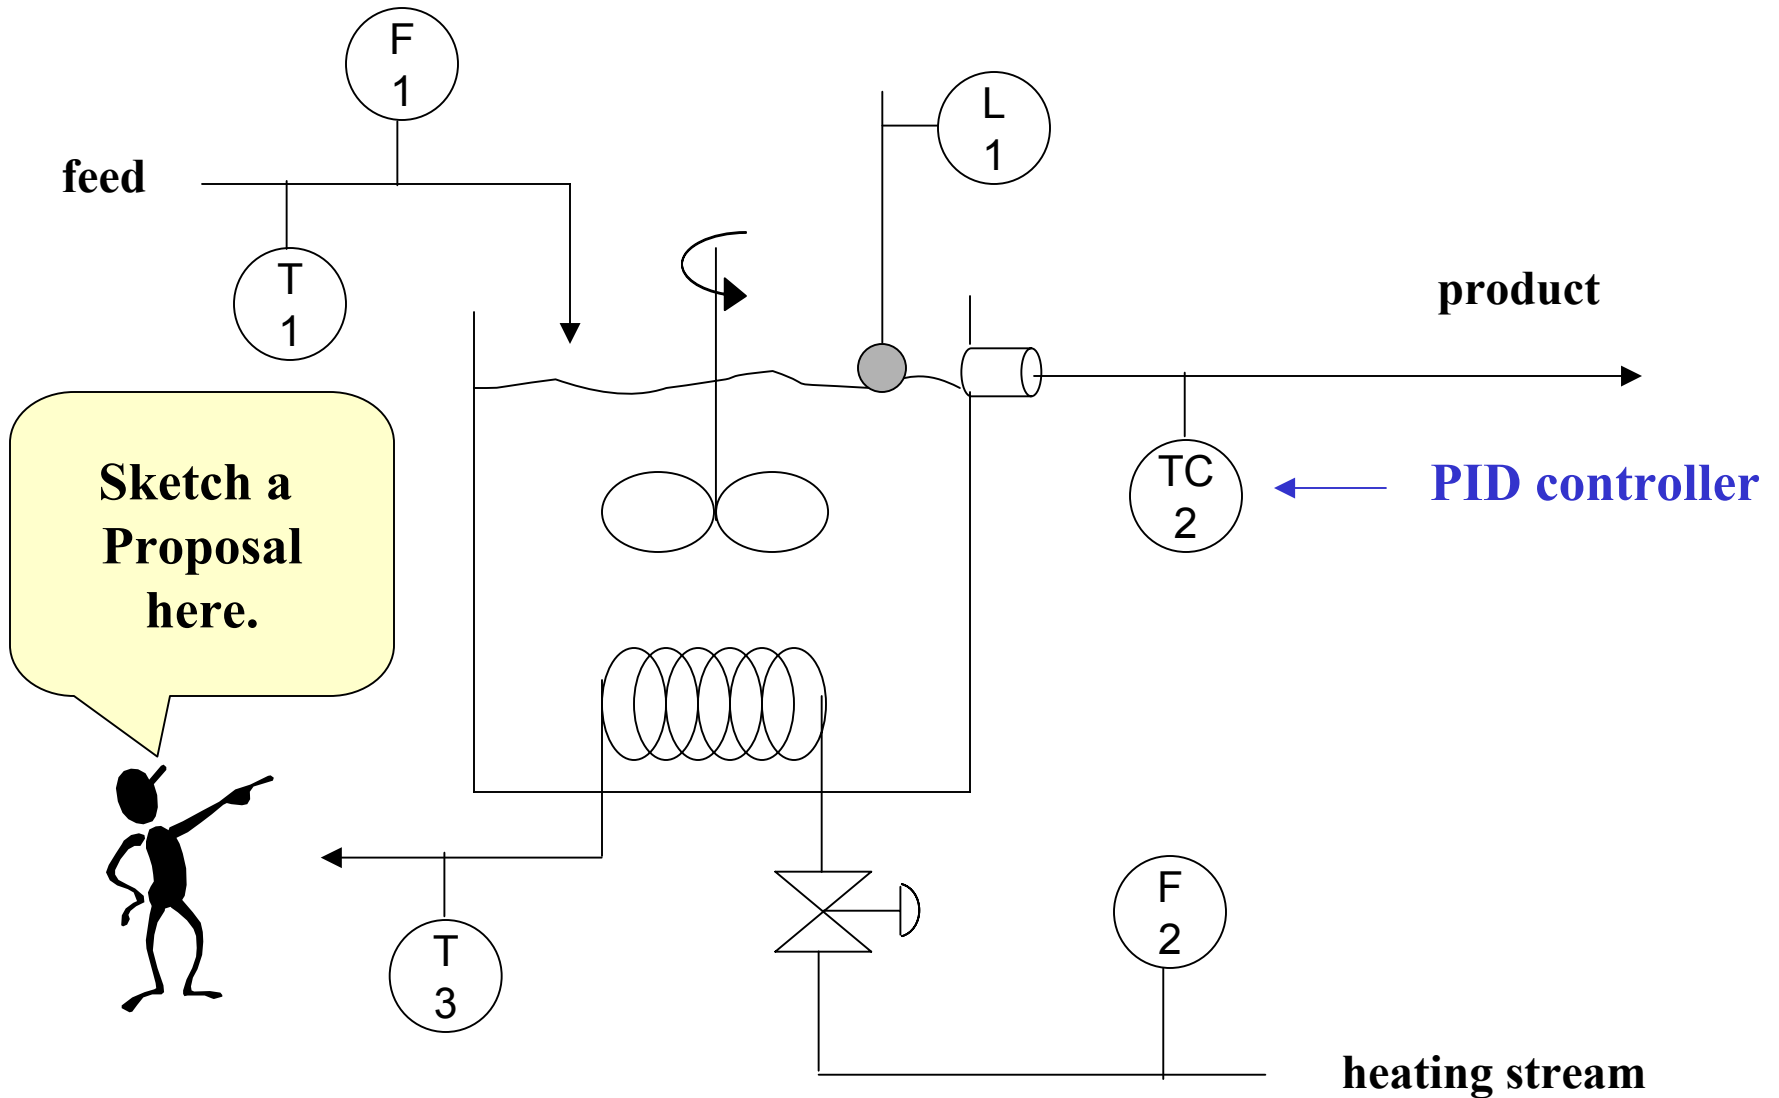 F
1
L
1
feed
T
1
product
Sketch a
Proposal
here.
TC
2
PID controller
F
2
T
3
heating stream